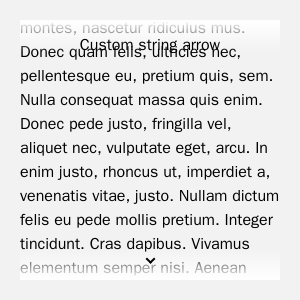 montes, nascetur ridiculus mus.
Custom string arrow
Donec quam felis, ultricies nec,
pellentesque eu, pretium quis, sem.
Nulla consequat massa quis enim.
Donec pede justo, fringilla vel,
aliquet nec, vulputate eget, arcu. In
enim justo, rhoncus ut, imperdiet a,
venenatis vitae, justo. Nullam dictum
felis eu pede mollis pretium. Integer
tincidunt. Cras dapibus. Vivamus
elementum semper nisi. Aenean